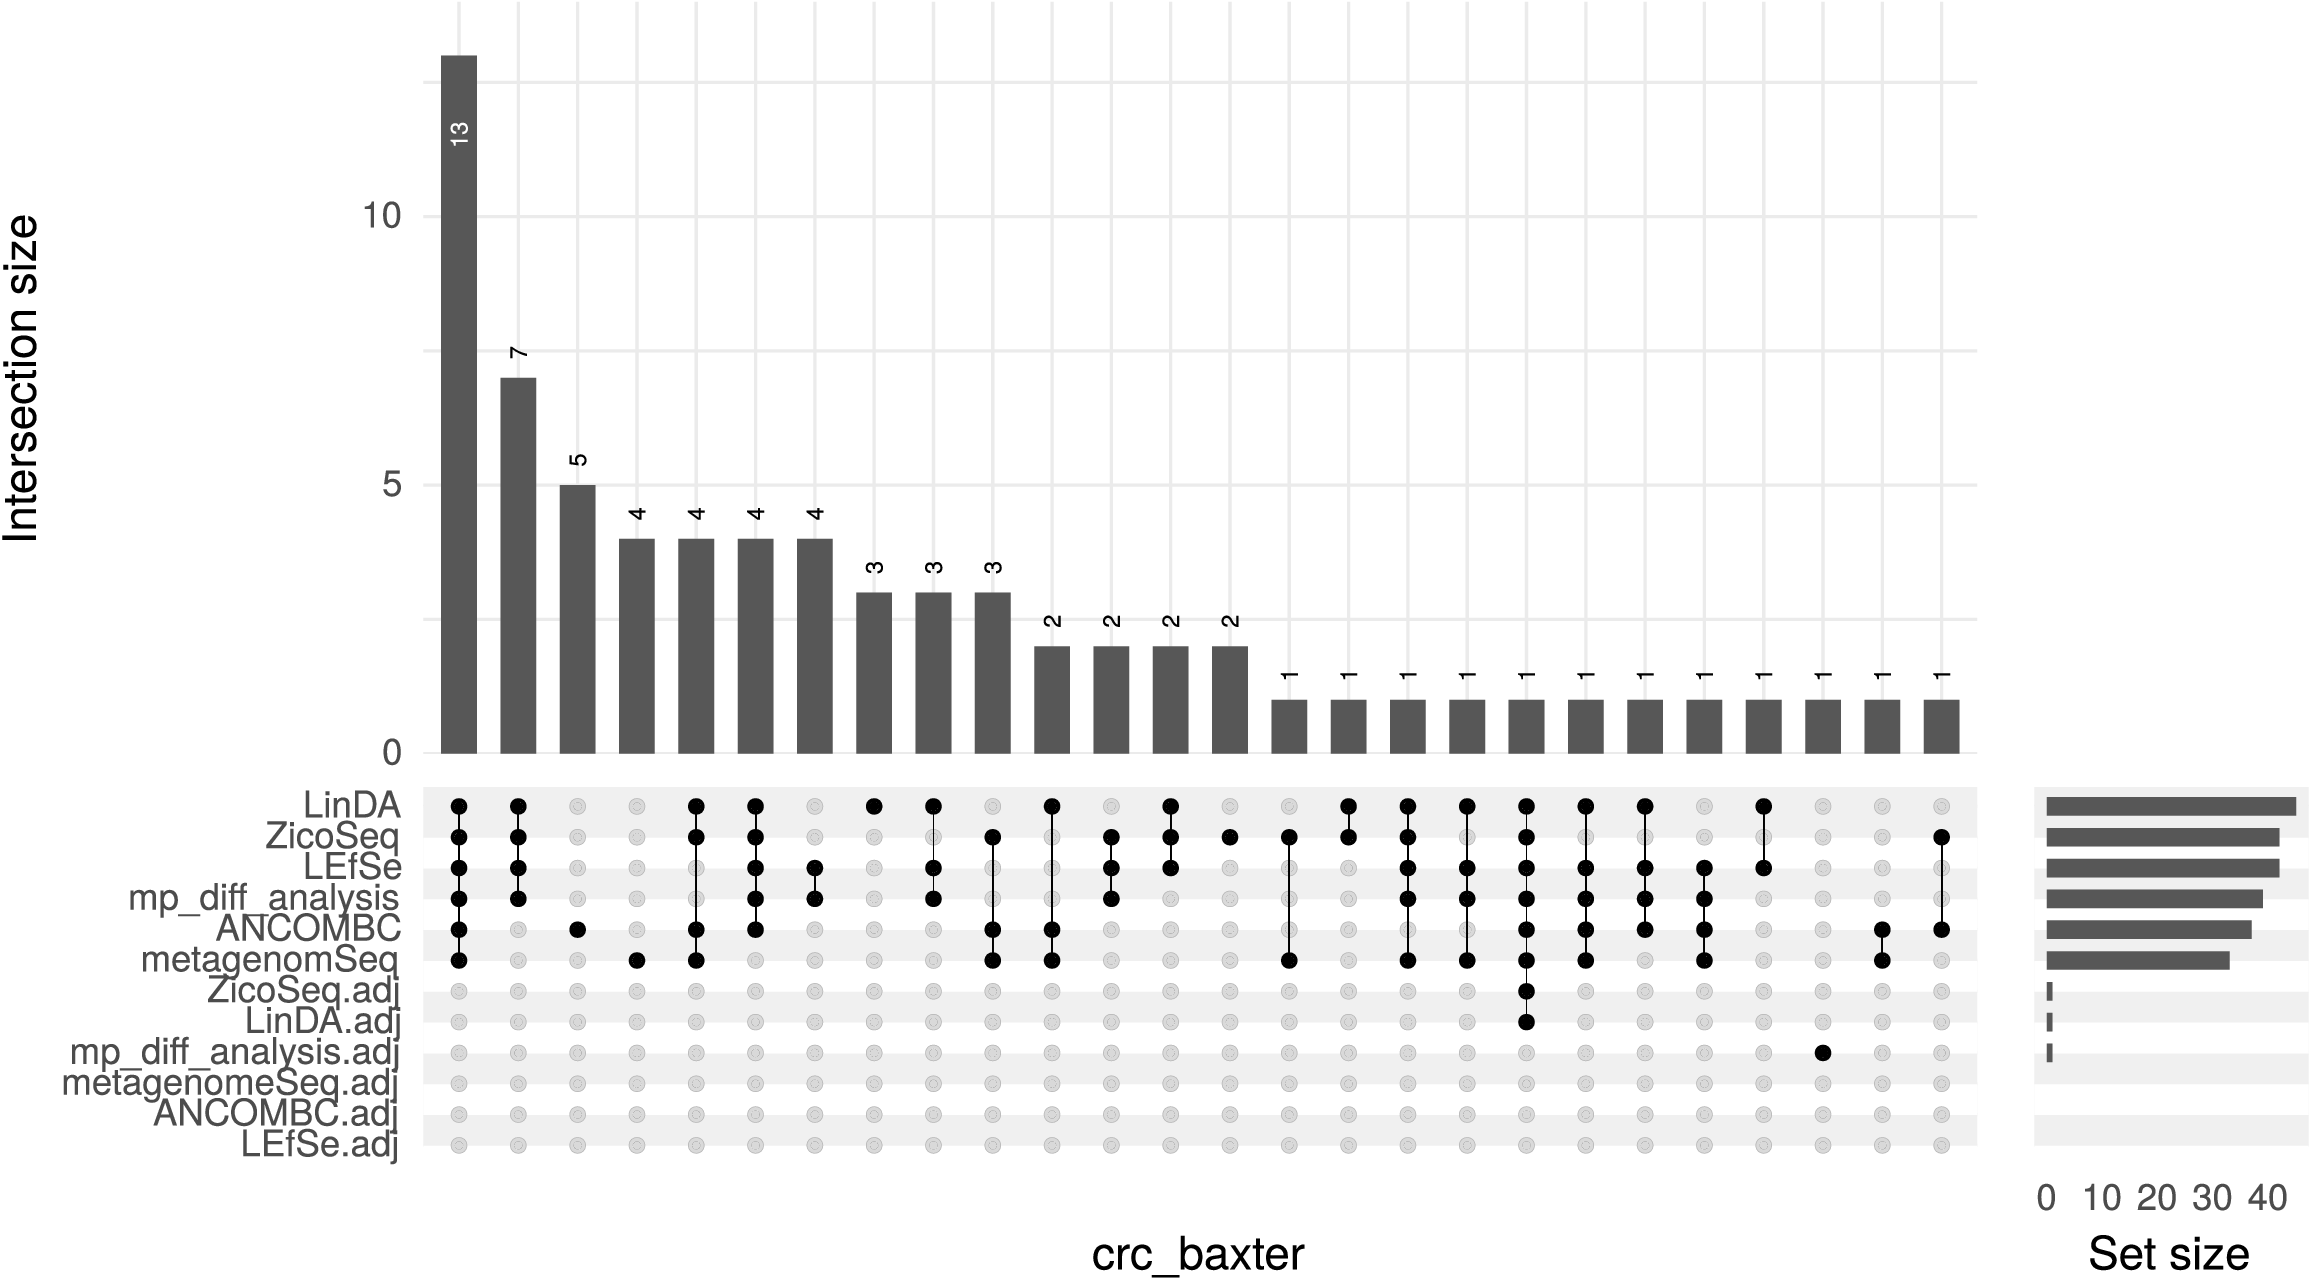 Intersection size
10
5
0
13
7
5
4
4
4
4
3
3
3
2
2
2
2
1
1
1
1
1
1
1
1
1
1
1
1
LinDA
ZicoSeq
LEfSe
mp_diff_analysis
ANCOMBC
metagenomSeq
ZicoSeq.adj
LinDA.adj
mp_diff_analysis.adj
metagenomeSeq.adj
ANCOMBC.adj
LEfSe.adj
0 10 20 30 40
crc_baxter
Set size